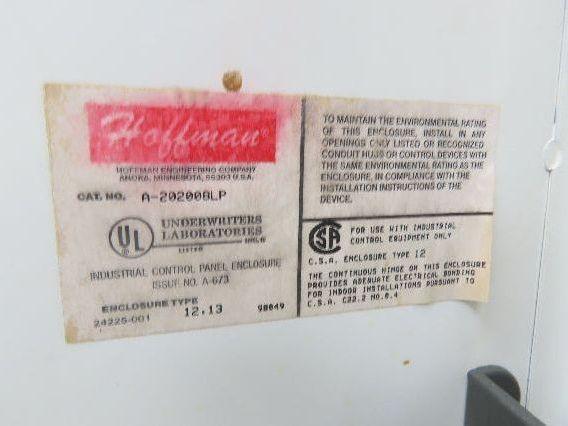 Hoffman®
HOFFMAN ENGINEERING COMPANY
ANOKA, MINNESOTA, 55303 U.S.A.
CAT. NO. A-202008LP
UL
UNDERWRITERS
LABORATORIES
INC.®
LISTED
INDUSTRIAL CONTROL PANEL ENCLOSURE
ISSUE NO. A-673
ENCLOSURE TYPE
12,13
98049
24225-001
TO MAINTAIN THE ENVIRONMENTAL RATING
OF THIS ENCLOSURE, INSTALL IN ANY
OPENINGS ONLY LISTED OR RECOGNIZED
CONDUIT HUBS OR CONTROL DEVICES WITH
THE SAME ENVIRONMENTAL RATING AS THE
ENCLOSURE, IN COMPLIANCE WITH THE
INSTALLATION INSTRUCTIONS OF THE
DEVICE.
FOR USE WITH INDUSTRIAL
CONTROL EQUIPMENT ONLY
C.S.A. ENCLOSURE TYPE 12
THE CONTINUOUS HINGE ON THIS ENCLOSURE
PROVIDES ADEQUATE ELECTRICAL BONDING
FOR INDOOR INSTALLATIONS PURSUANT TO
C.S.A. C22.2 NO.0.4